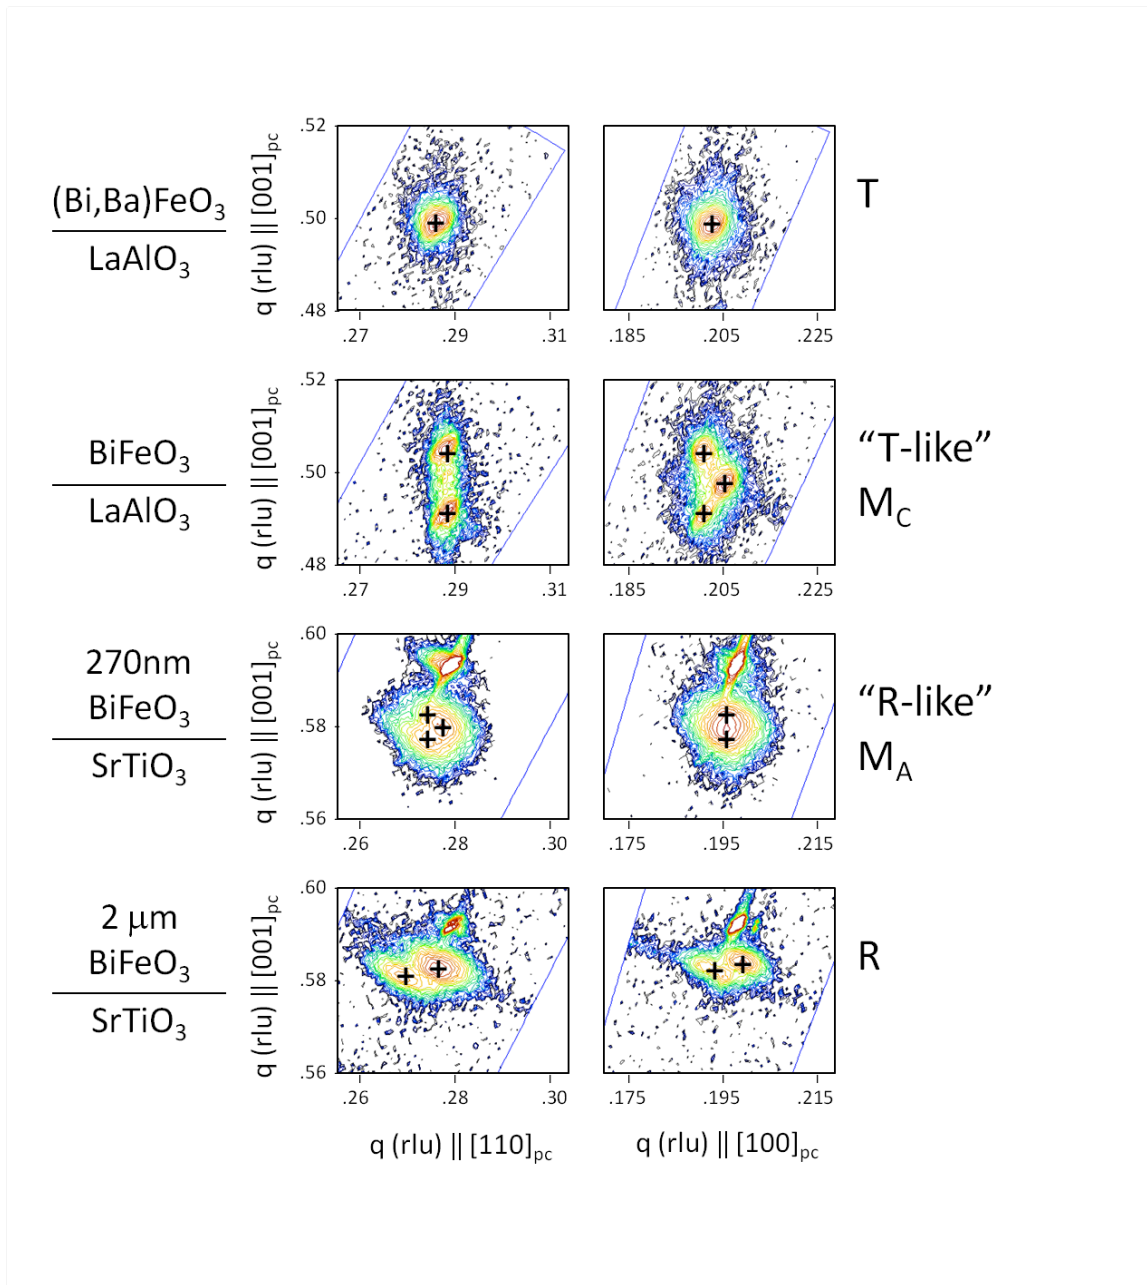 (Bi,Ba)FeO3
LaAlO3
q (rlu) || [001]pc
.52
.50
.48
.27 .29 .31
.185 .205 .225
T
BiFeO3
LaAlO3
q (rlu) || [001]pc
.52
.50
.48
.27 .29 .31
.185 .205 .225
“T-like”
MC
270nm
BiFeO3
SrTiO3
q (rlu) || [001]pc
.60
.58
.56
.26 .28 .30
.175 .195 .215
“R-like”
MA
2 μm
BiFeO3
SrTiO3
q (rlu) || [001]pc
.60
.58
.56
.26 .28 .30
.175 .195 .215
R
q (rlu) || [110]pc
q (rlu) || [100]pc